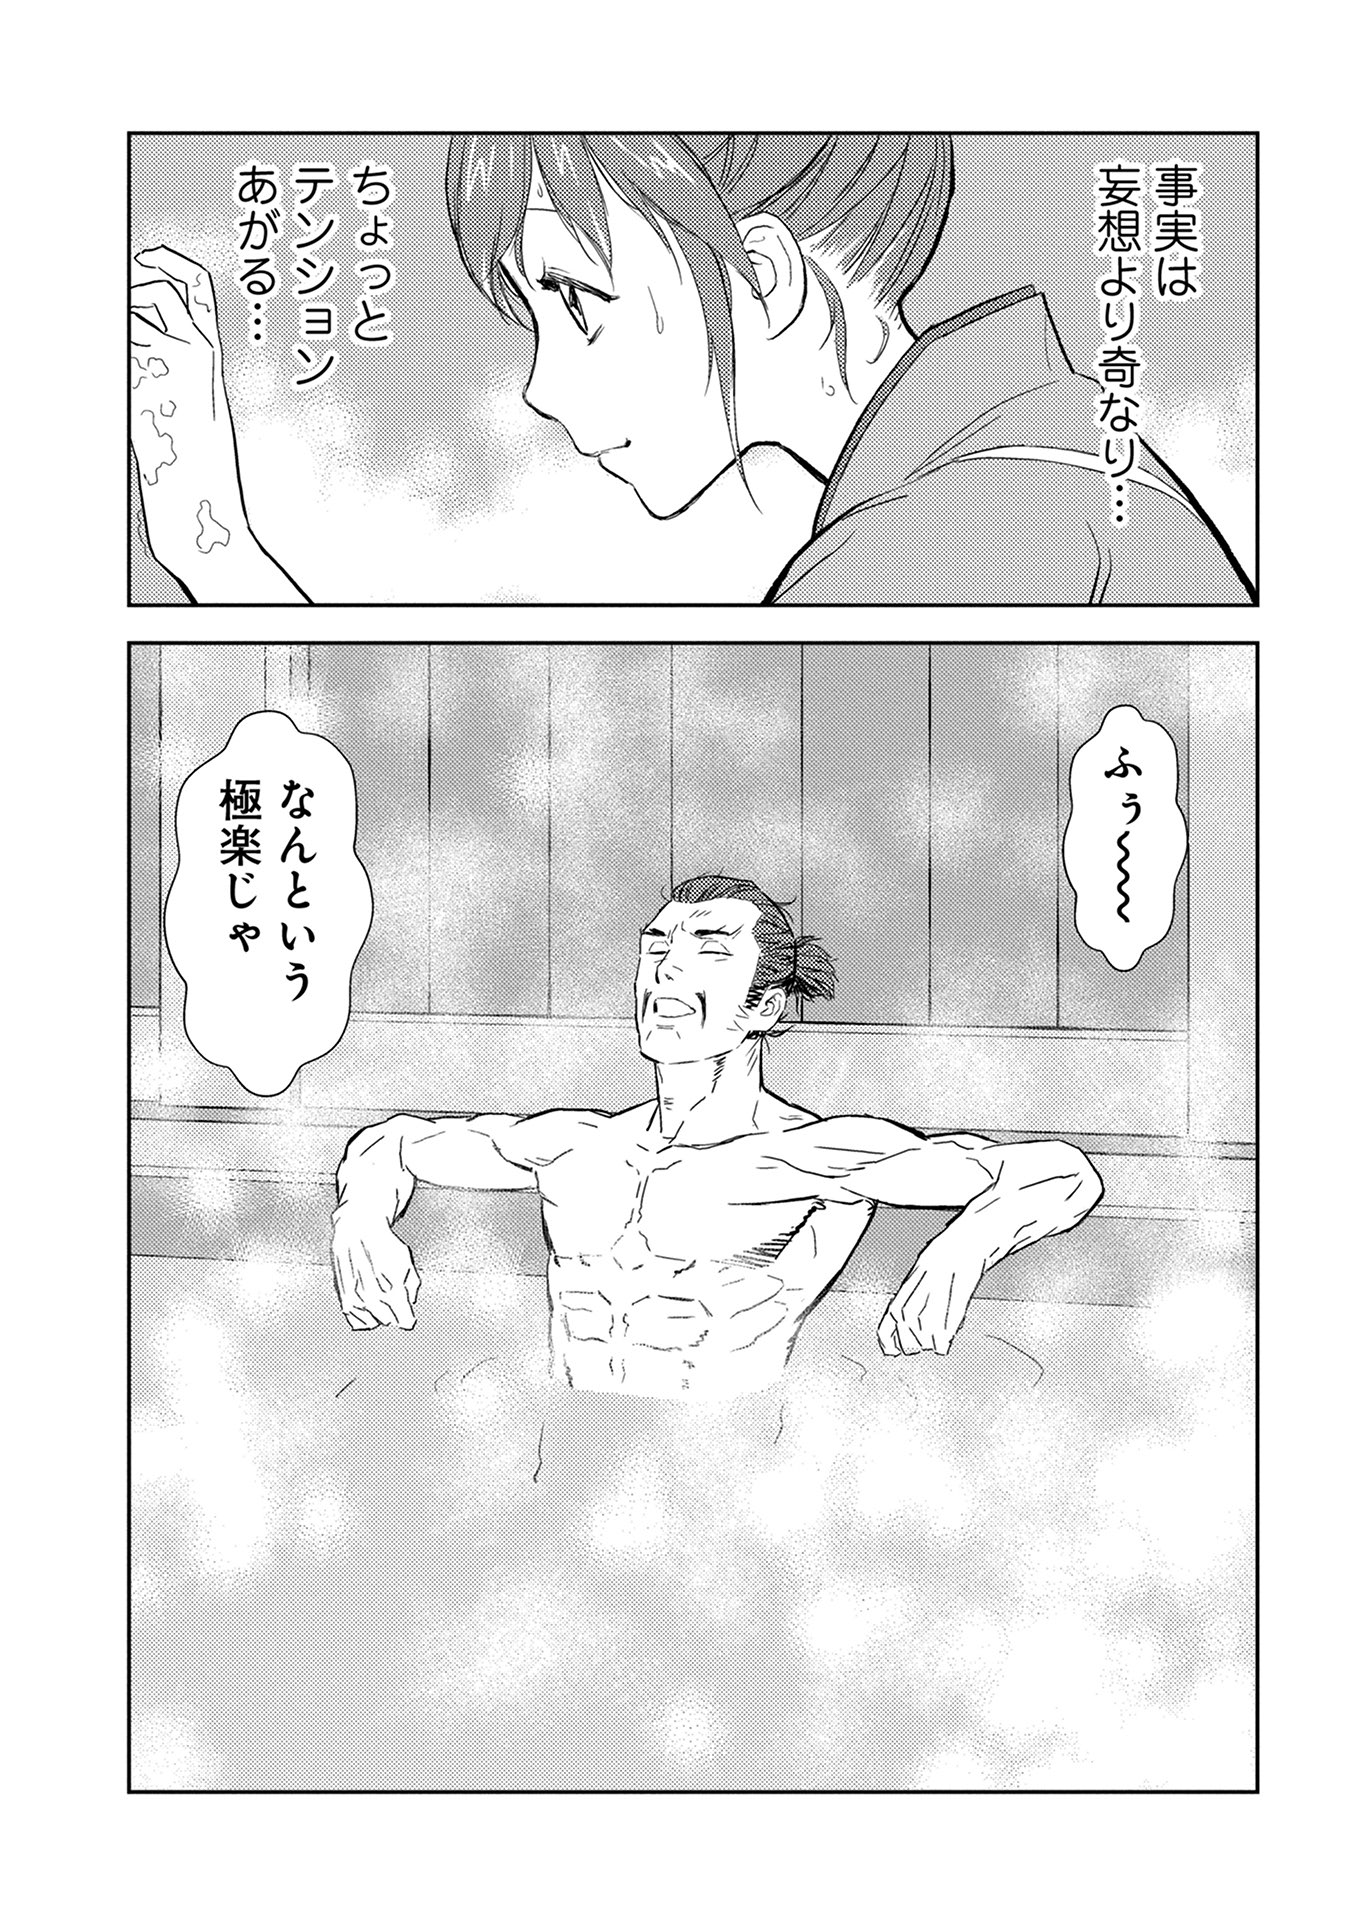 事実は
妄想より奇なり…
ちょっと
テンション
あがる…
ふぅ〜〜〜
なんという
極楽じゃ